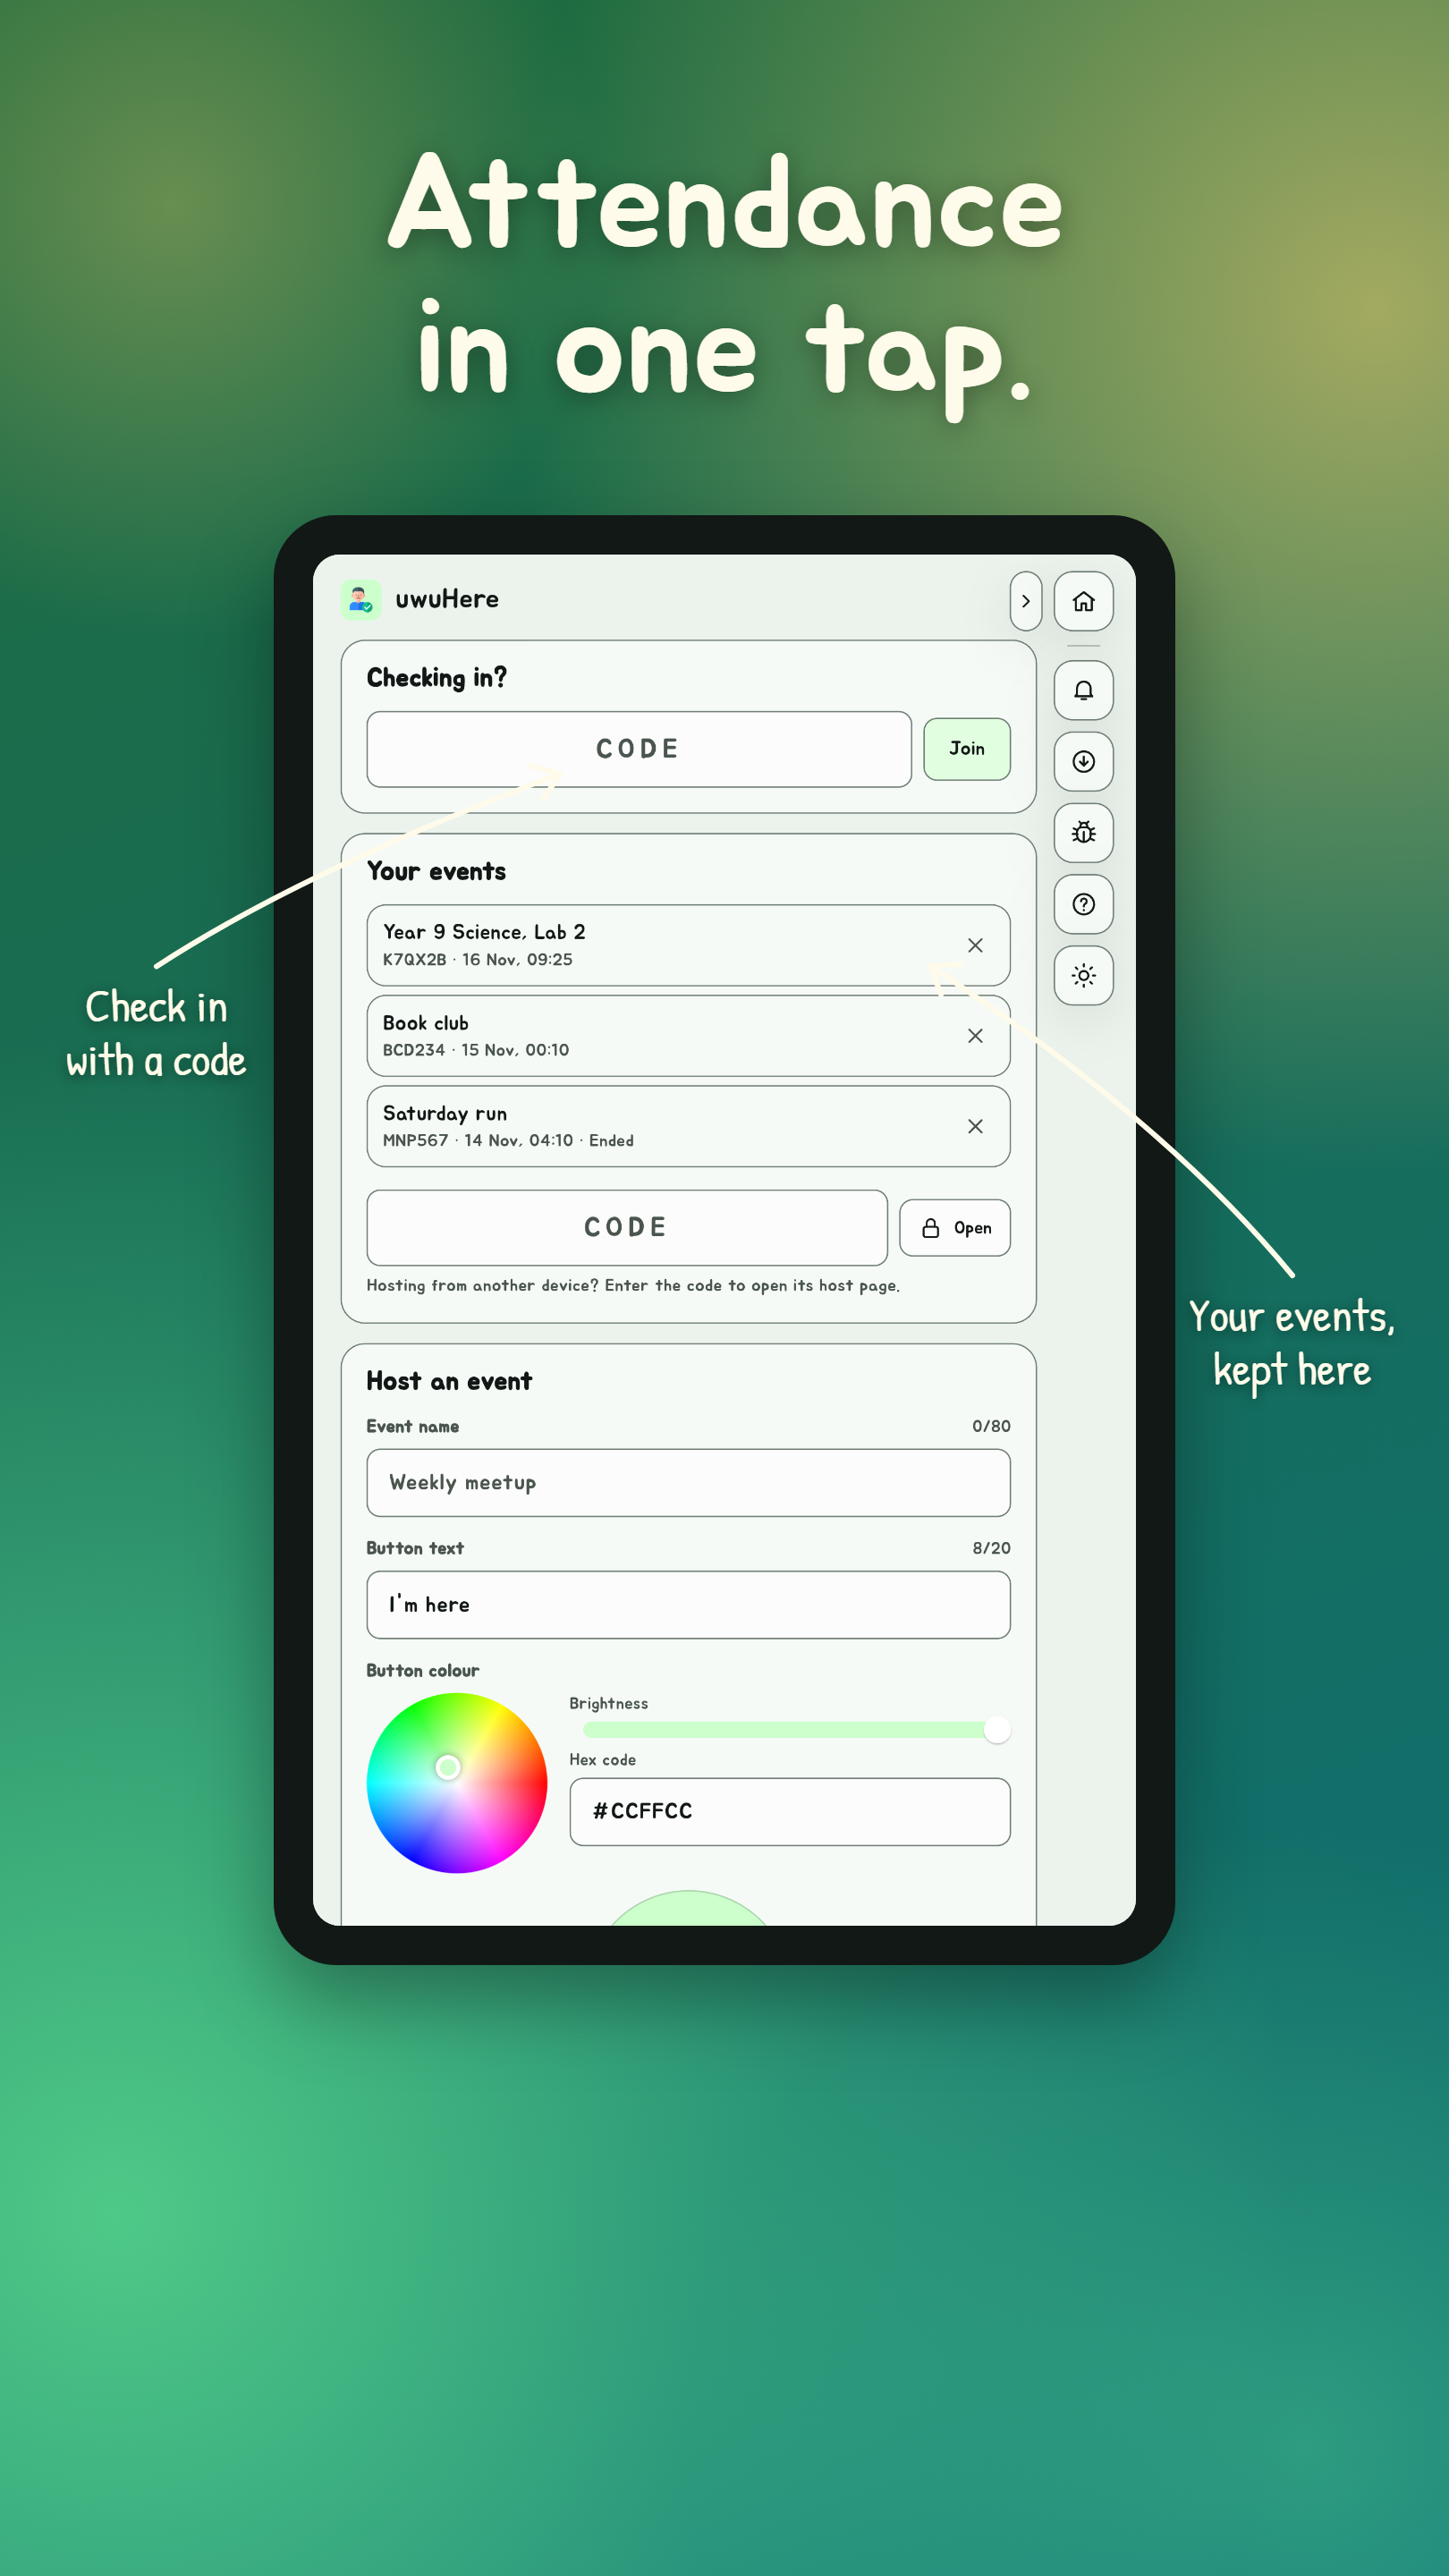 Attendance
in one tap.
uwuHere
Checking in?
CODE
Join
Your events
Year 9 Science, Lab 2
K7QX2B · 16 Nov, 09:25
Book club
BCD234 · 15 Nov, 00:10
Saturday run
MNP567 · 14 Nov, 04:10 · Ended
CODE
Open
Hosting from another device? Enter the code to open its host page.
Check in
with a code
Your events,
kept here
Host an event
Event name
0/80
Weekly meetup
Button text
8/20
I'm here
Button colour
Brightness
Hex code
#CCFFCC